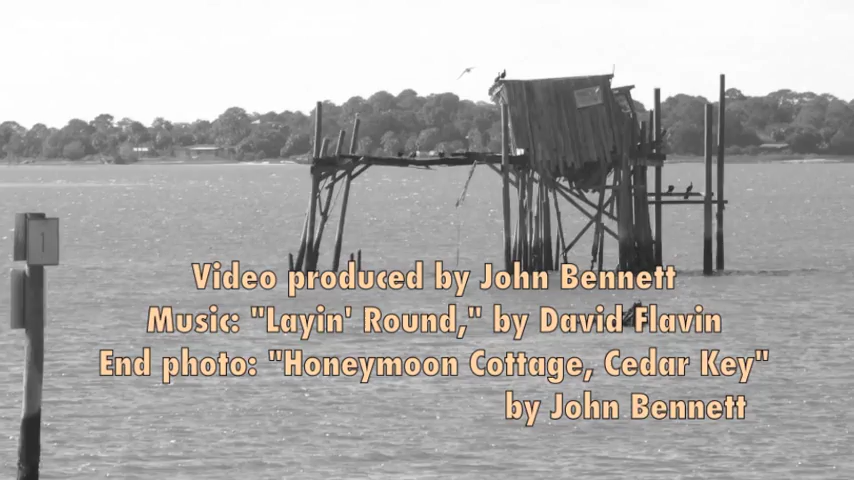 1
Video produced by John Bennett
Music: "Layin' Round," by David Flavin
End photo: "Honeymoon Cottage, Cedar Key"
by John Bennett